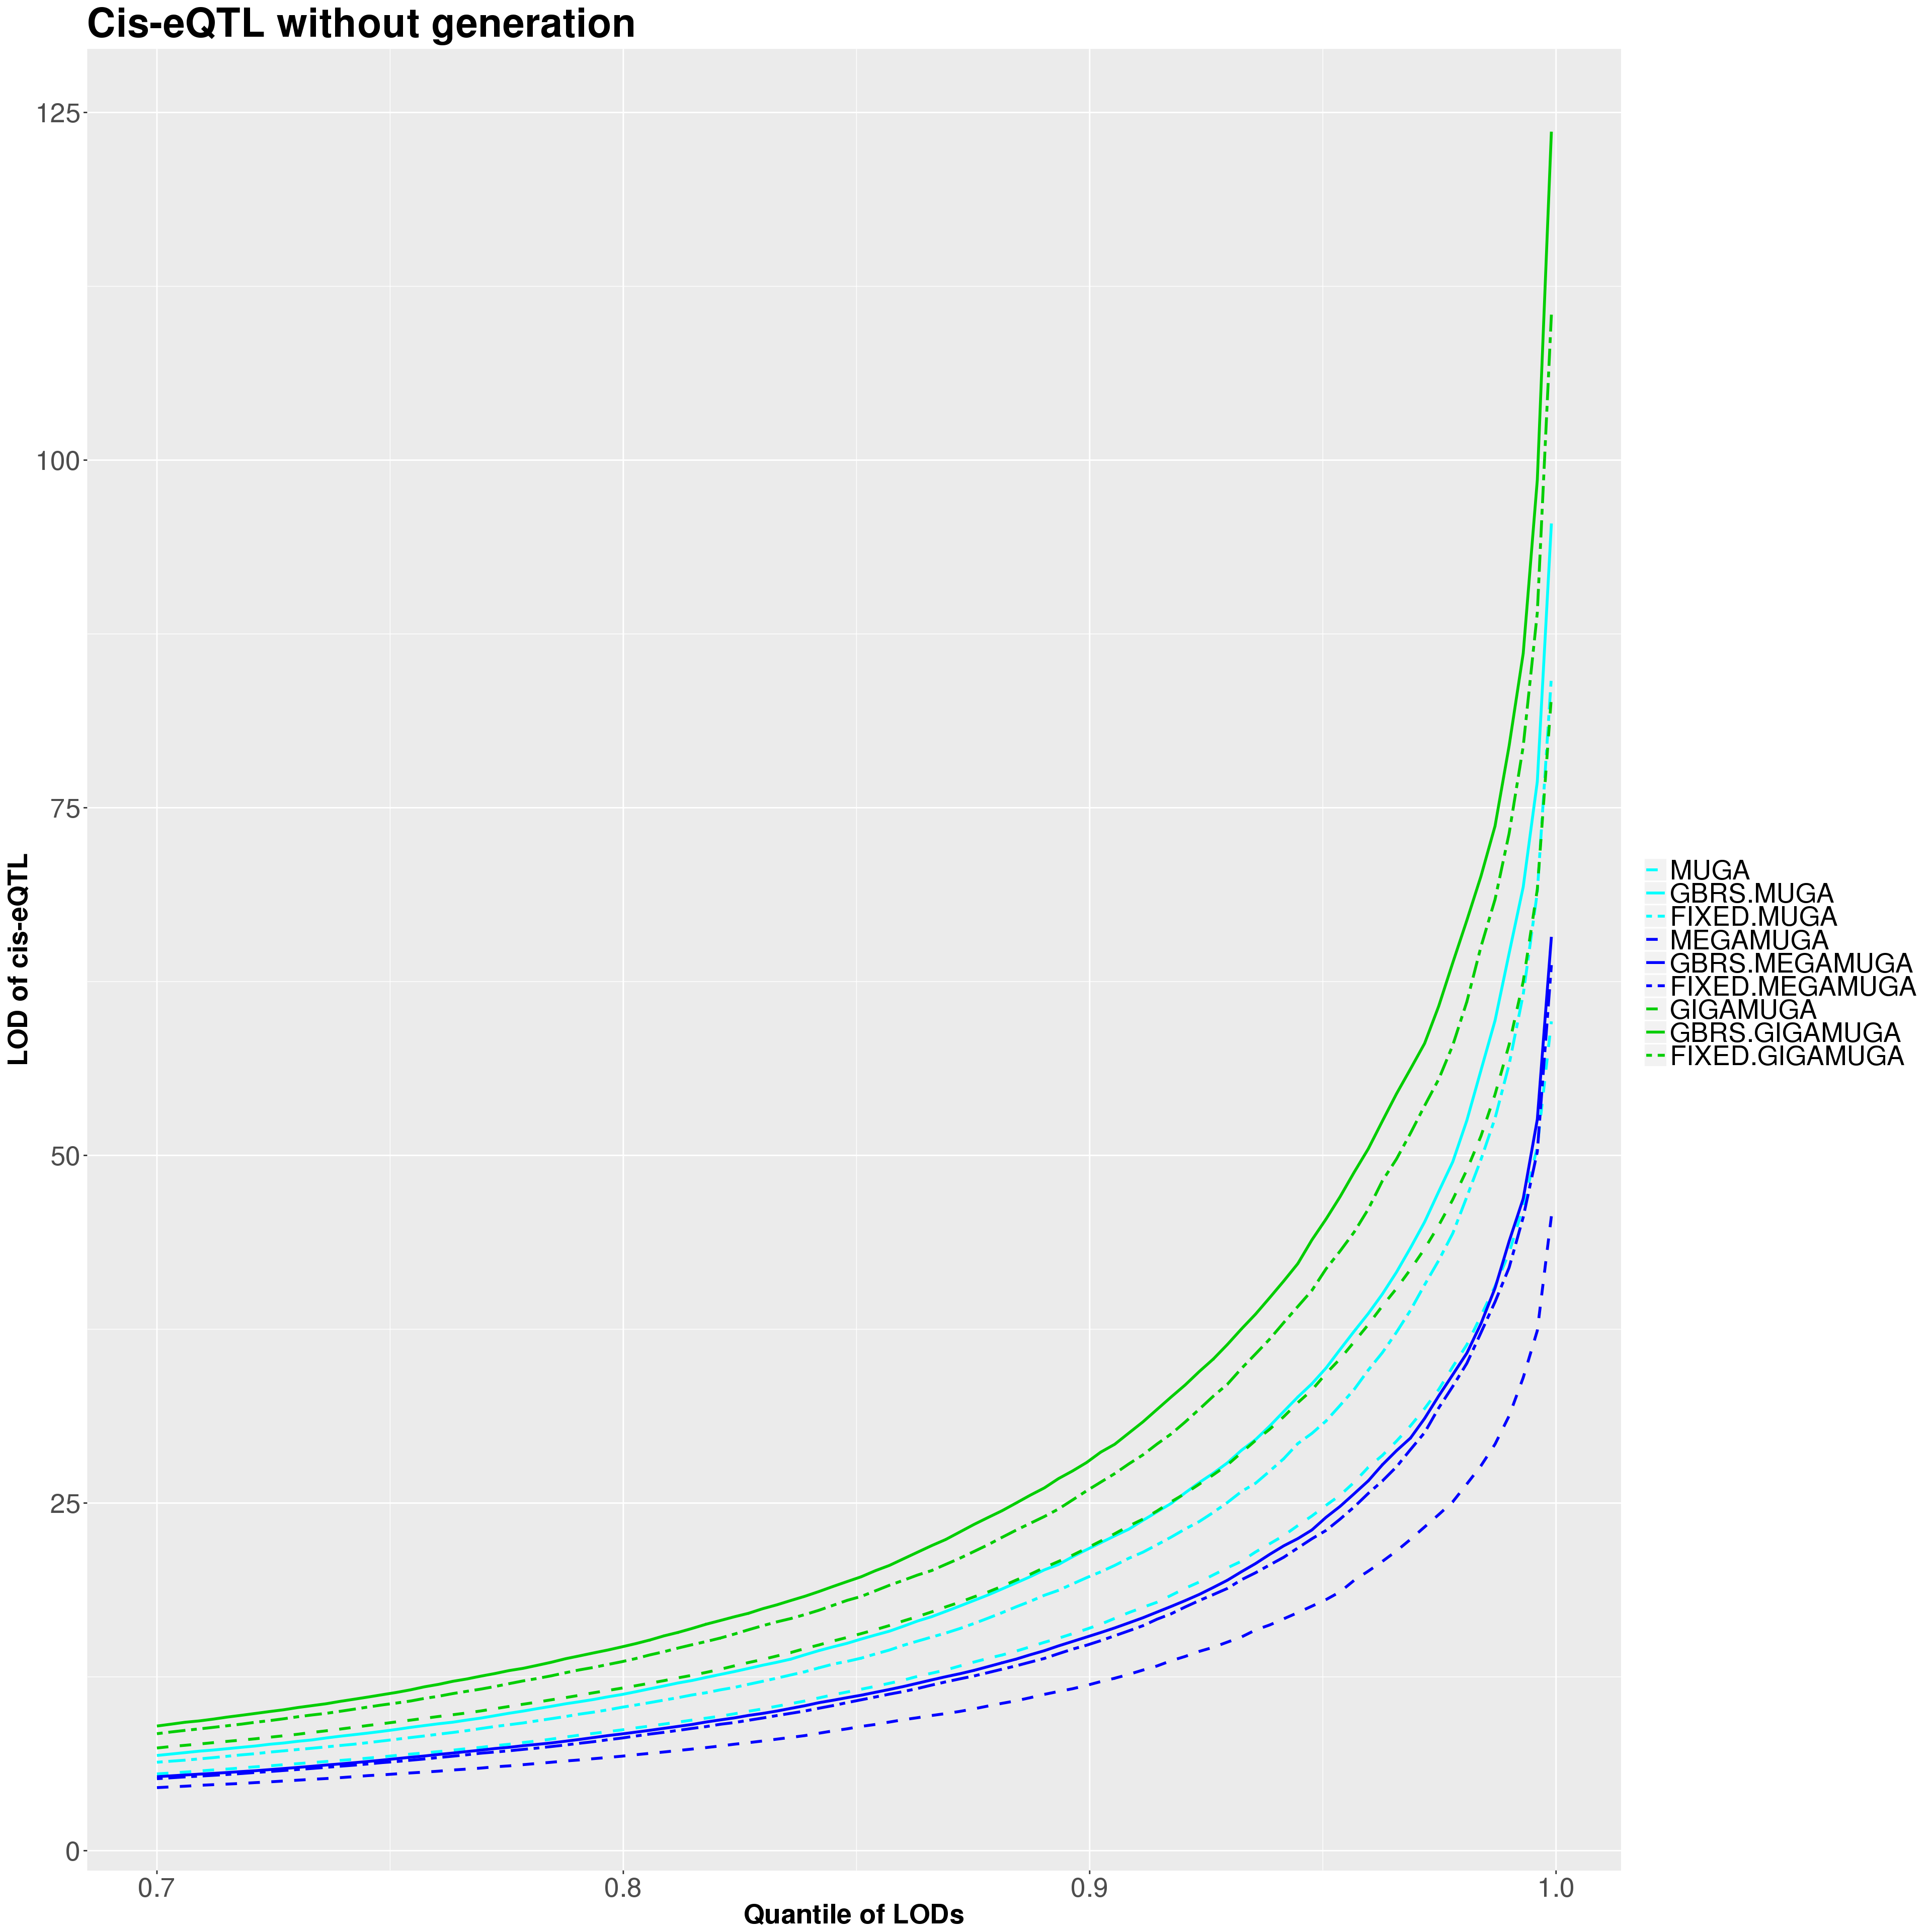 Cis-eQTL without generation
125
100
75
50
25
0
LOD of cis-eQTL
0.7
0.8
0.9
1.0
Quantile of LODs
MUGA
GBRS.MUGA
FIXED.MUGA
MEGAMUGA
GBRS.MEGAMUGA
FIXED.MEGAMUGA
GIGAMUGA
GBRS.GIGAMUGA
FIXED.GIGAMUGA